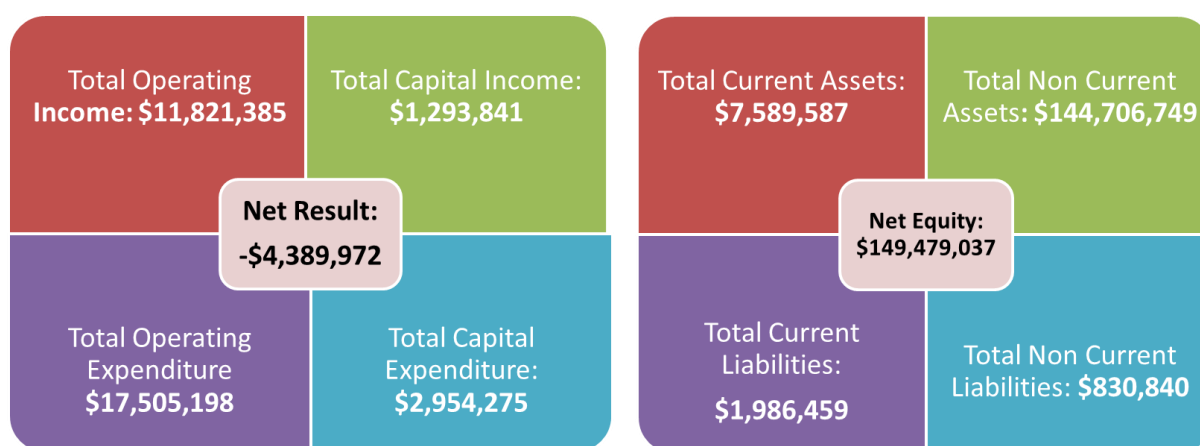 Total Operating
Income: $11,821,385
Total Capital Income:
$1,293,841
Net Result:
-$4,389,972
Total Operating
Expenditure
$17,505,198
Total Capital
Expenditure:
$2,954,275
Total Current Assets:
$7,589,587
Total Non Current
Assets: $144,706,749
Net Equity:
$149,479,037
Total Current
Liabilities:
$1,986,459
Total Non Current
Liabilities: $830,840